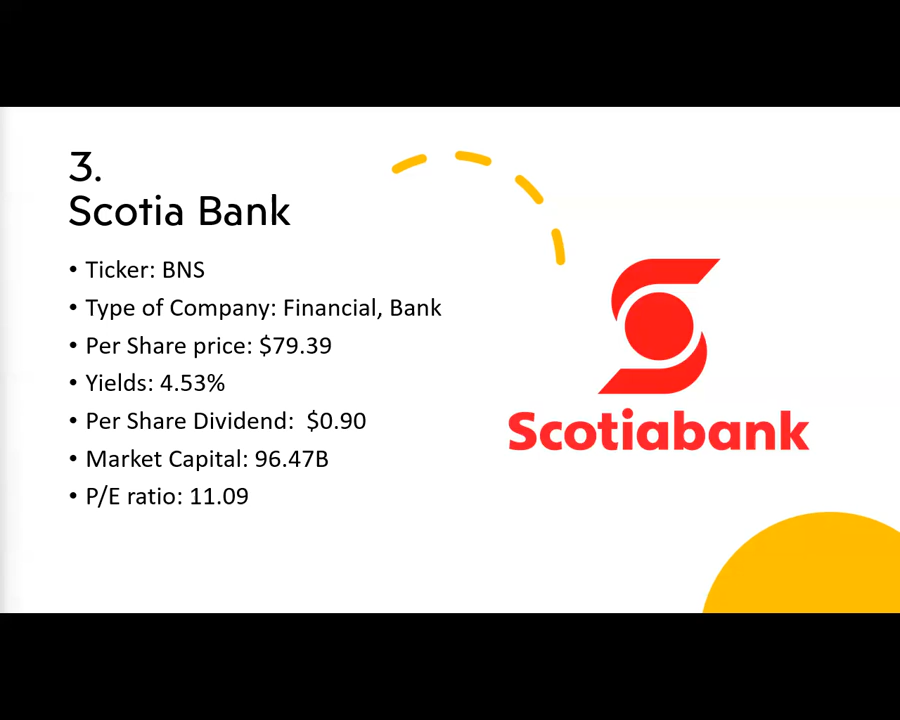 3.
Scotia Bank
• Ticker: BNS
• Type of Company: Financial, Bank
• Per Share price: $79.39
• Yields: 4.53%
• Per Share Dividend:  $0.90
• Market Capital: 96.47B
• P/E ratio: 11.09
Scotiabank